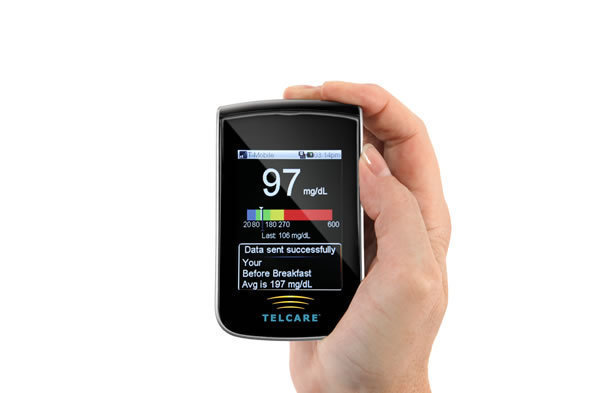 T-Mobile 03:14pm
97 mg/dL
20 80 180 270 600
Last: 106 mg/dL
Data sent successfully
Your
Before Breakfast
Avg is 197 mg/dL
TELCARE